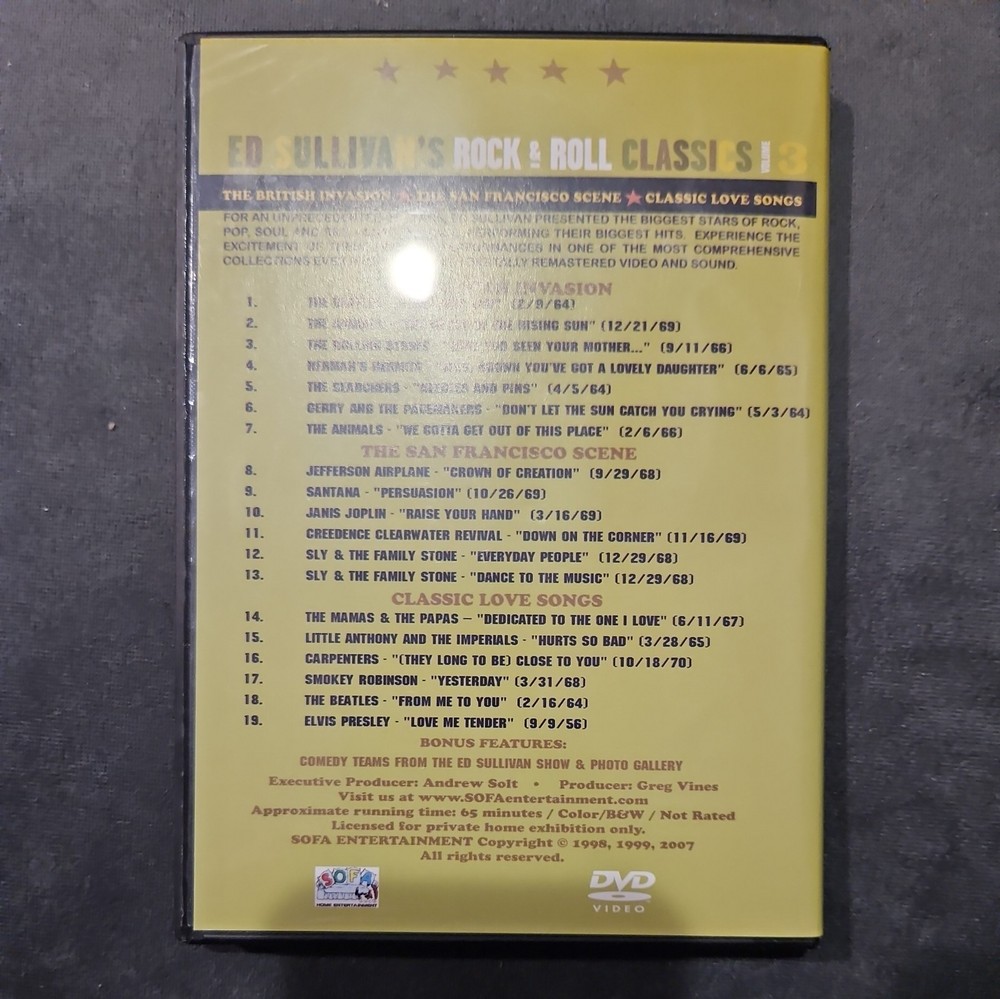 ED SULLIVAN'S ROCK & ROLL CLASSICS VOLUME 3
THE BRITISH INVASION ★ THE SAN FRANCISCO SCENE ★ CLASSIC LOVE SONGS
FOR AN UNPRECEDENTED ED SULLIVAN PRESENTED THE BIGGEST STARS OF ROCK,
POP, SOUL AND PERFORMING THEIR BIGGEST HITS. EXPERIENCE THE
EXCITEMENT OF IN ONE OF THE MOST COMPREHENSIVE
COLLECTIONS REMASTERED VIDEO AND SOUND.
INVASION
1. THE (2/9/64)
2. THE ANIMALS RISING SUN" (12/21/69)
3. THE ROLLING STONES SEEN YOUR MOTHER..." (9/11/66)
4. HERMAN'S HERMITS BROWN YOU'VE GOT A LOVELY DAUGHTER" (6/6/65)
5. THE SEARCHERS - "NEEDLES AND PINS" (4/5/64)
6. GERRY AND THE PACEMAKERS - "DON'T LET THE SUN CATCH YOU CRYING" (5/3/64)
7. THE ANIMALS - "WE GOTTA GET OUT OF THIS PLACE" (2/6/66)
THE SAN FRANCISCO SCENE
8. JEFFERSON AIRPLANE - "CROWN OF CREATION" (9/29/68)
9. SANTANA - "PERSUASION" (10/26/69)
10. JANIS JOPLIN - "RAISE YOUR HAND" (3/16/69)
11. CREEDENCE CLEARWATER REVIVAL - "DOWN ON THE CORNER" (11/16/69)
12. SLY & THE FAMILY STONE - "EVERYDAY PEOPLE" (12/29/68)
13. SLY & THE FAMILY STONE - "DANCE TO THE MUSIC" (12/29/68)
CLASSIC LOVE SONGS
14. THE MAMAS & THE PAPAS – "DEDICATED TO THE ONE I LOVE" (6/11/67)
15. LITTLE ANTHONY AND THE IMPERIALS - "HURTS SO BAD" (3/28/65)
16. CARPENTERS - "(THEY LONG TO BE) CLOSE TO YOU" (10/18/70)
17. SMOKEY ROBINSON - "YESTERDAY" (3/31/68)
18. THE BEATLES - "FROM ME TO YOU" (2/16/64)
19. ELVIS PRESLEY - "LOVE ME TENDER" (9/9/56)
BONUS FEATURES:
COMEDY TEAMS FROM THE ED SULLIVAN SHOW & PHOTO GALLERY
Executive Producer: Andrew Solt • Producer: Greg Vines
Visit us at www.SOFAentertainment.com
Approximate running time: 65 minutes / Color/B&W / Not Rated
Licensed for private home exhibition only.
SOFA ENTERTAINMENT Copyright © 1998, 1999, 2007
All rights reserved.
SOFA
HOME ENTERTAINMENT
DVD
VIDEO